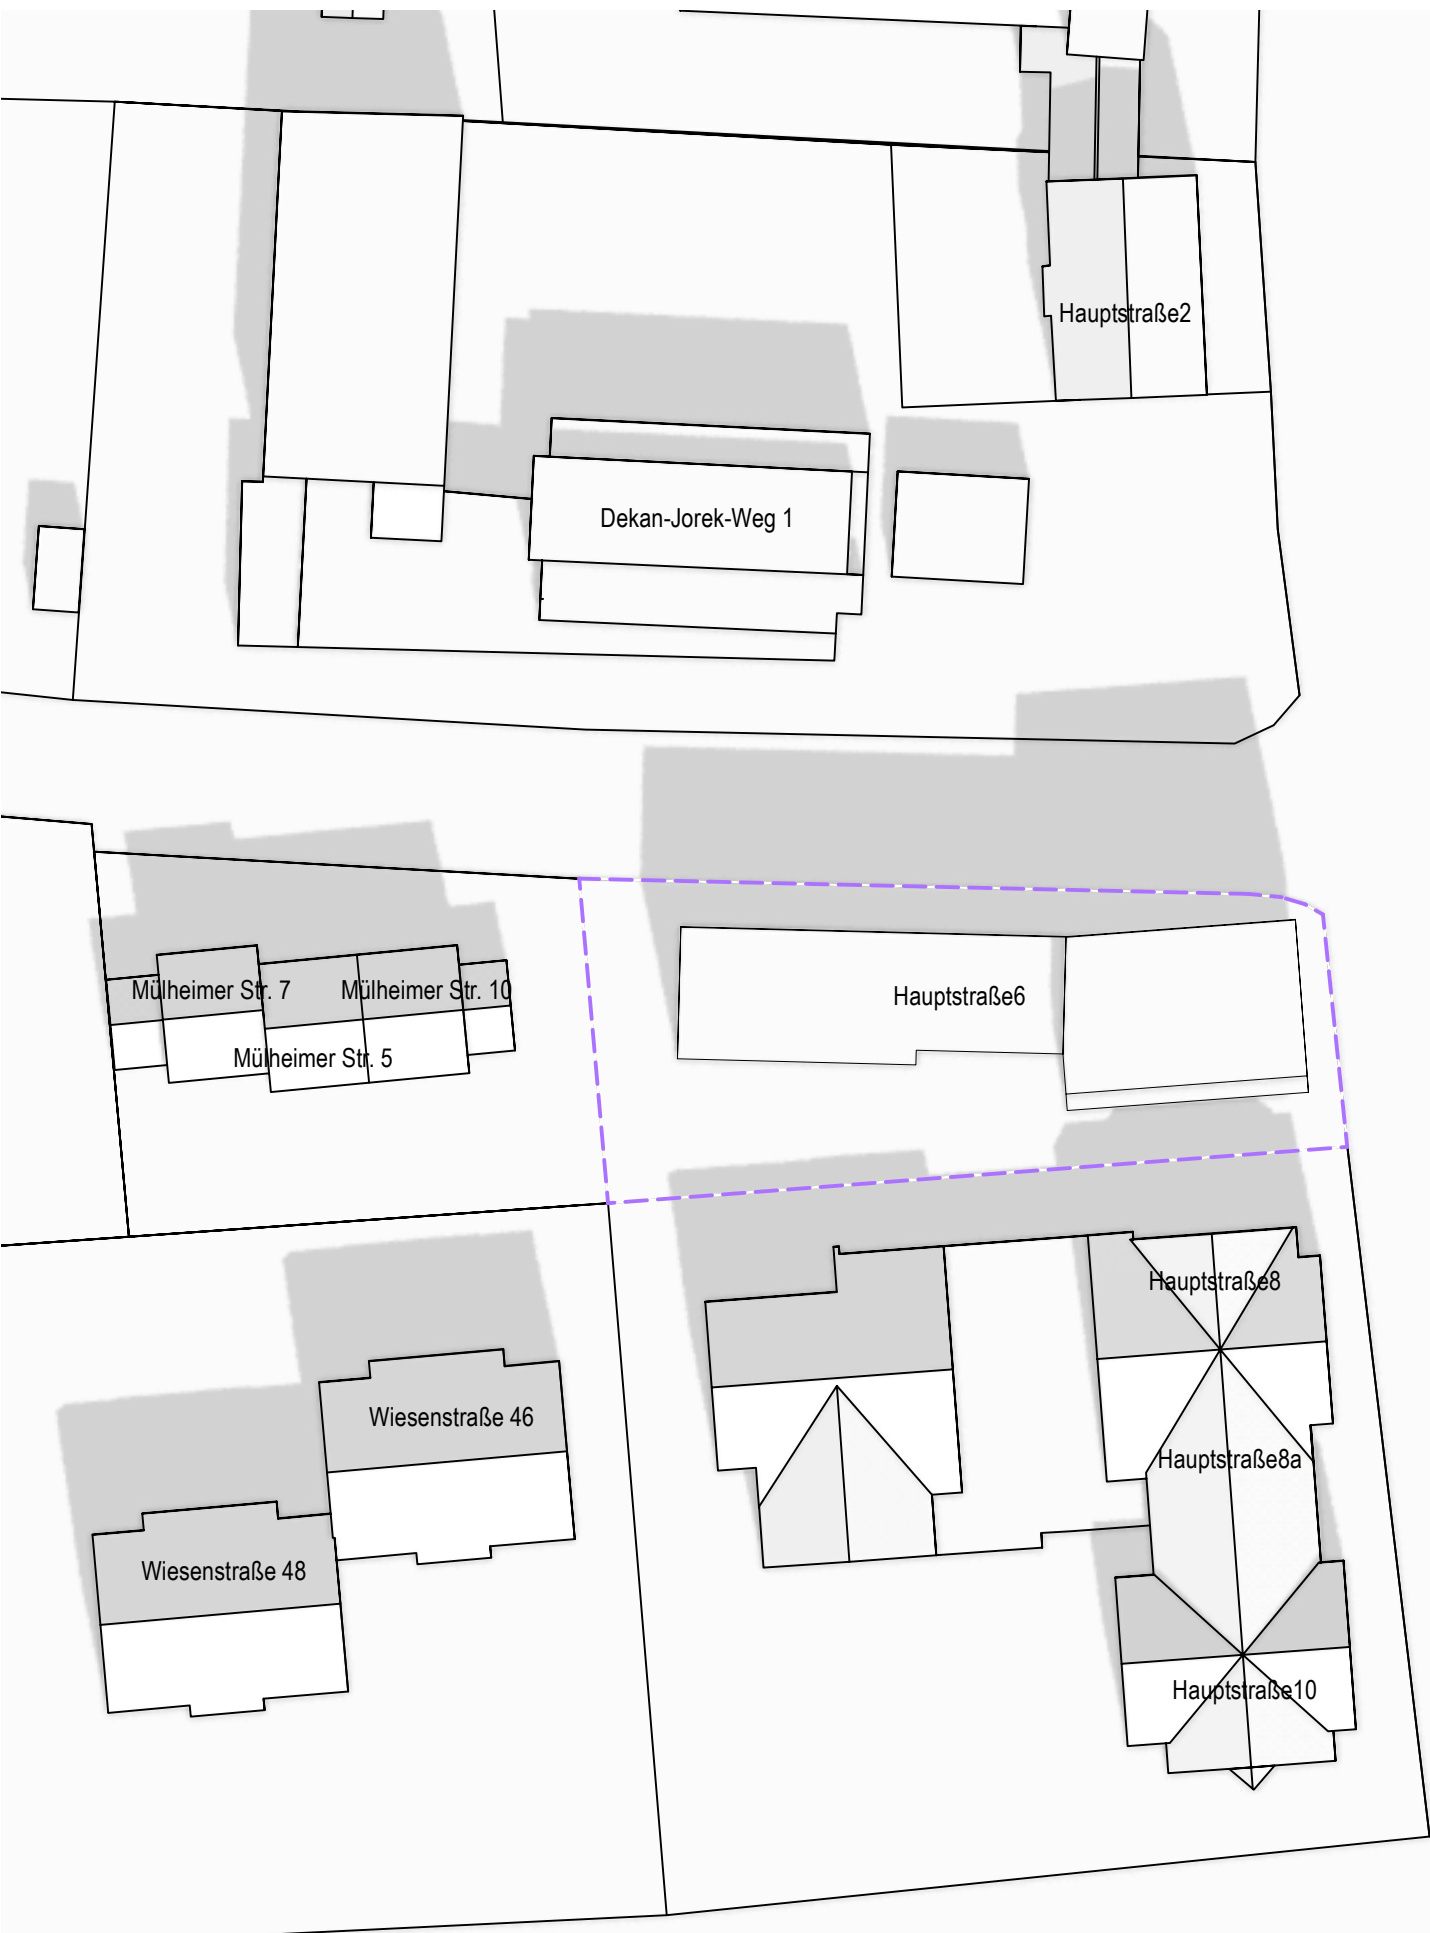 Hauptstraße2
Dekan-Jorek-Weg 1
Mülheimer Str. 7
Mülheimer Str. 10
Hauptstraße6
Mülheimer Str. 5
Hauptstraße8
Wiesenstraße 46
Hauptstraße8a
Wiesenstraße 48
Hauptstraße10